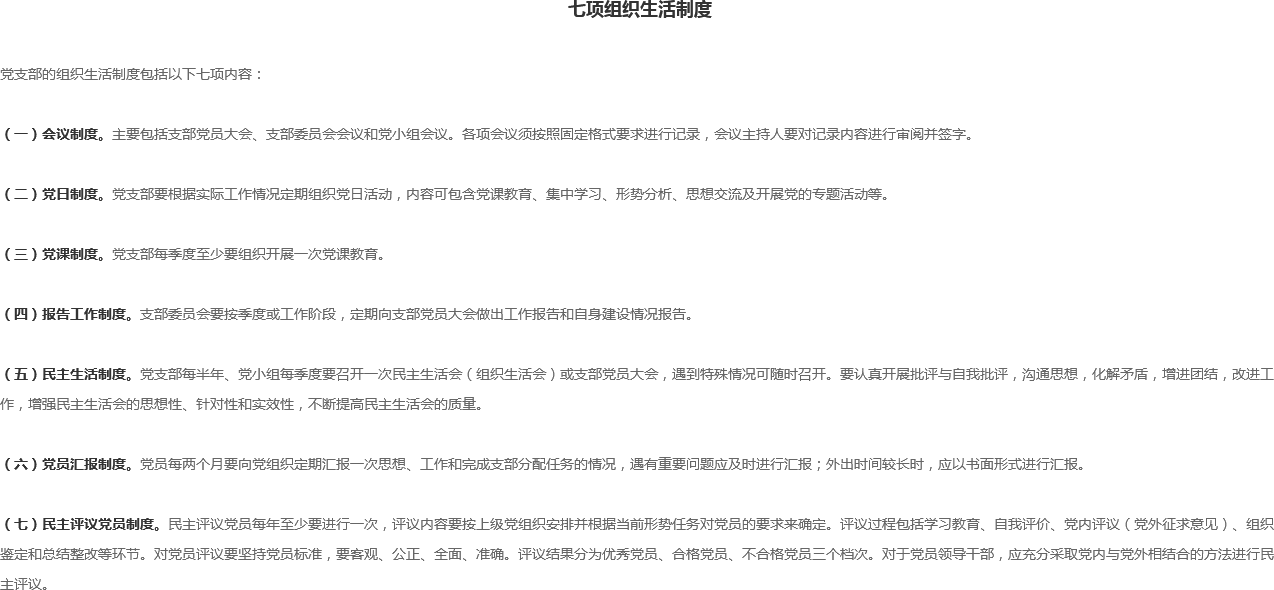 七项组织生活制度
党支部的组织生活制度包括以下七项内容：
（一）会议制度。主要包括支部党员大会、支部委员会会议和党小组会议。各项会议须按照固定格式要求进行记录，会议主持人要对记录内容进行审阅并签字。
（二）党日制度。党支部要根据实际工作情况定期组织党日活动，内容可包含党课教育、集中学习、形势分析、思想交流及开展党的专题活动等。
（三）党课制度。党支部每季度至少要组织开展一次党课教育。
（四）报告工作制度。支部委员会要按季度或工作阶段，定期向支部党员大会做出工作报告和自身建设情况报告。
（五）民主生活制度。党支部每半年、党小组每季度要召开一次民主生活会（组织生活会）或支部党员大会，遇到特殊情况可随时召开。要认真开展批评与自我批评，沟通思想，化解矛盾，增进团结，改进工
作，增强民主生活会的思想性、针对性和实效性，不断提高民主生活会的质量。
（六）党员汇报制度。党员每两个月要向党组织定期汇报一次思想、工作和完成支部分配任务的情况，遇有重要问题应及时进行汇报；外出时间较长时，应以书面形式进行汇报。
（七）民主评议党员制度。民主评议党员每年至少要进行一次，评议内容要按上级党组织安排并根据当前形势任务对党员的要求来确定。评议过程包括学习教育、自我评价、党内评议（党外征求意见）、组织
鉴定和总结整改等环节。对党员评议要坚持党员标准，要客观、公正、全面、准确。评议结果分为优秀党员、合格党员、不合格党员三个档次。对于党员领导干部，应充分采取党内与党外相结合的方法进行民
主评议。